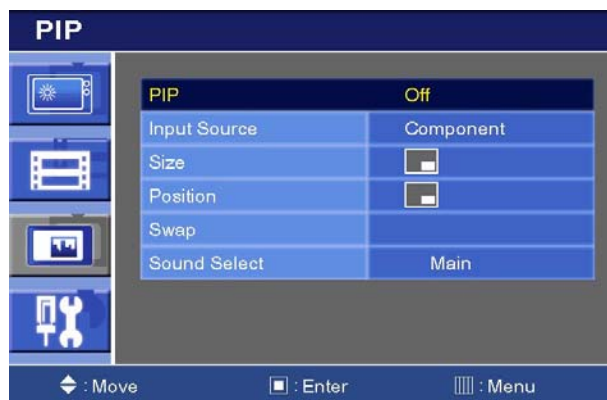 PIP
PIP Off
Input Source Component
Size
Position
Swap
Sound Select Main
: Move : Enter : Menu